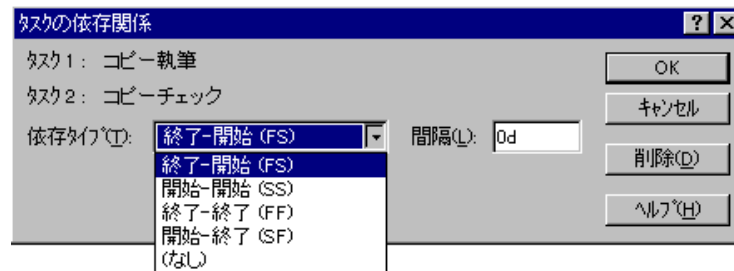 ﾀｽｸの依存関係
ﾀｽｸ1： コピー執筆
ﾀｽｸ2： コピーチェック
依存ﾀｲﾌﾟ(T): 終了-開始 (FS) 間隔(L): 0d
終了-開始 (FS)
開始-開始 (SS)
終了-終了 (FF)
開始-終了 (SF)
(なし)
OK
ｷｬﾝｾﾙ
削除(D)
ﾍﾙﾌﾟ(H)